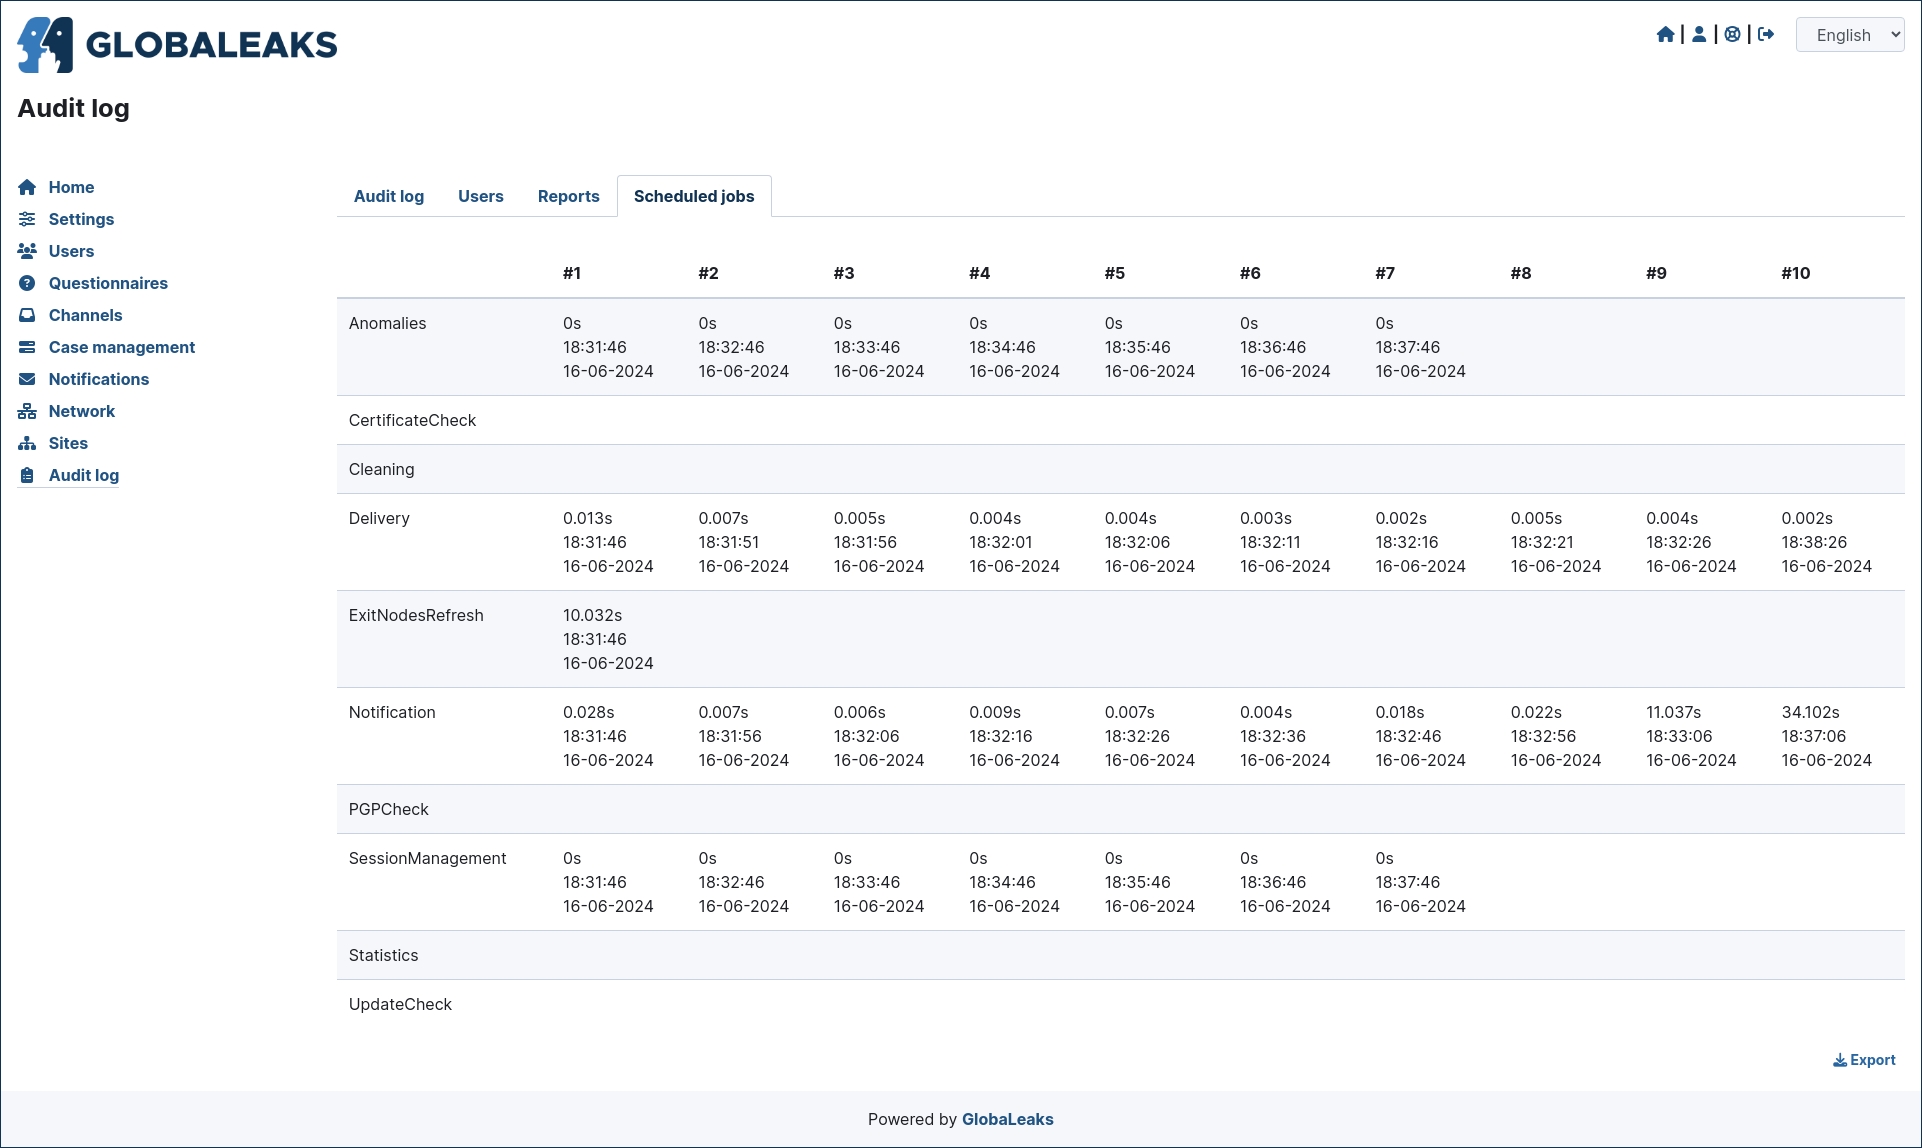 GLOBALEAKS
| | |
English
Audit log
Home
Settings
Users
Questionnaires
Channels
Case management
Notifications
Network
Sites
Audit log
Audit log Users Reports Scheduled jobs
#1 #2 #3 #4 #5 #6 #7 #8 #9 #10
Anomalies 0s 0s 0s 0s 0s 0s 0s
18:31:46 18:32:46 18:33:46 18:34:46 18:35:46 18:36:46 18:37:46
16-06-2024 16-06-2024 16-06-2024 16-06-2024 16-06-2024 16-06-2024 16-06-2024
CertificateCheck
Cleaning
Delivery 0.013s 0.007s 0.005s 0.004s 0.004s 0.003s 0.002s 0.005s 0.004s 0.002s
18:31:46 18:31:51 18:31:56 18:32:01 18:32:06 18:32:11 18:32:16 18:32:21 18:32:26 18:38:26
16-06-2024 16-06-2024 16-06-2024 16-06-2024 16-06-2024 16-06-2024 16-06-2024 16-06-2024 16-06-2024 16-06-2024
ExitNodesRefresh 10.032s
18:31:46
16-06-2024
Notification 0.028s 0.007s 0.006s 0.009s 0.007s 0.004s 0.018s 0.022s 11.037s 34.102s
18:31:46 18:31:56 18:32:06 18:32:16 18:32:26 18:32:36 18:32:46 18:32:56 18:33:06 18:37:06
16-06-2024 16-06-2024 16-06-2024 16-06-2024 16-06-2024 16-06-2024 16-06-2024 16-06-2024 16-06-2024 16-06-2024
PGPCheck
SessionManagement 0s 0s 0s 0s 0s 0s 0s
18:31:46 18:32:46 18:33:46 18:34:46 18:35:46 18:36:46 18:37:46
16-06-2024 16-06-2024 16-06-2024 16-06-2024 16-06-2024 16-06-2024 16-06-2024
Statistics
UpdateCheck
Export
Powered by GlobaLeaks